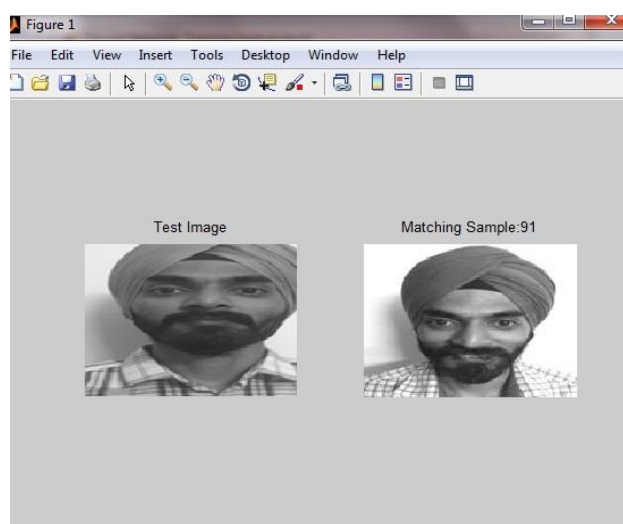 Figure 1
File Edit View Insert Tools Desktop Window Help
Test Image Matching Sample:91